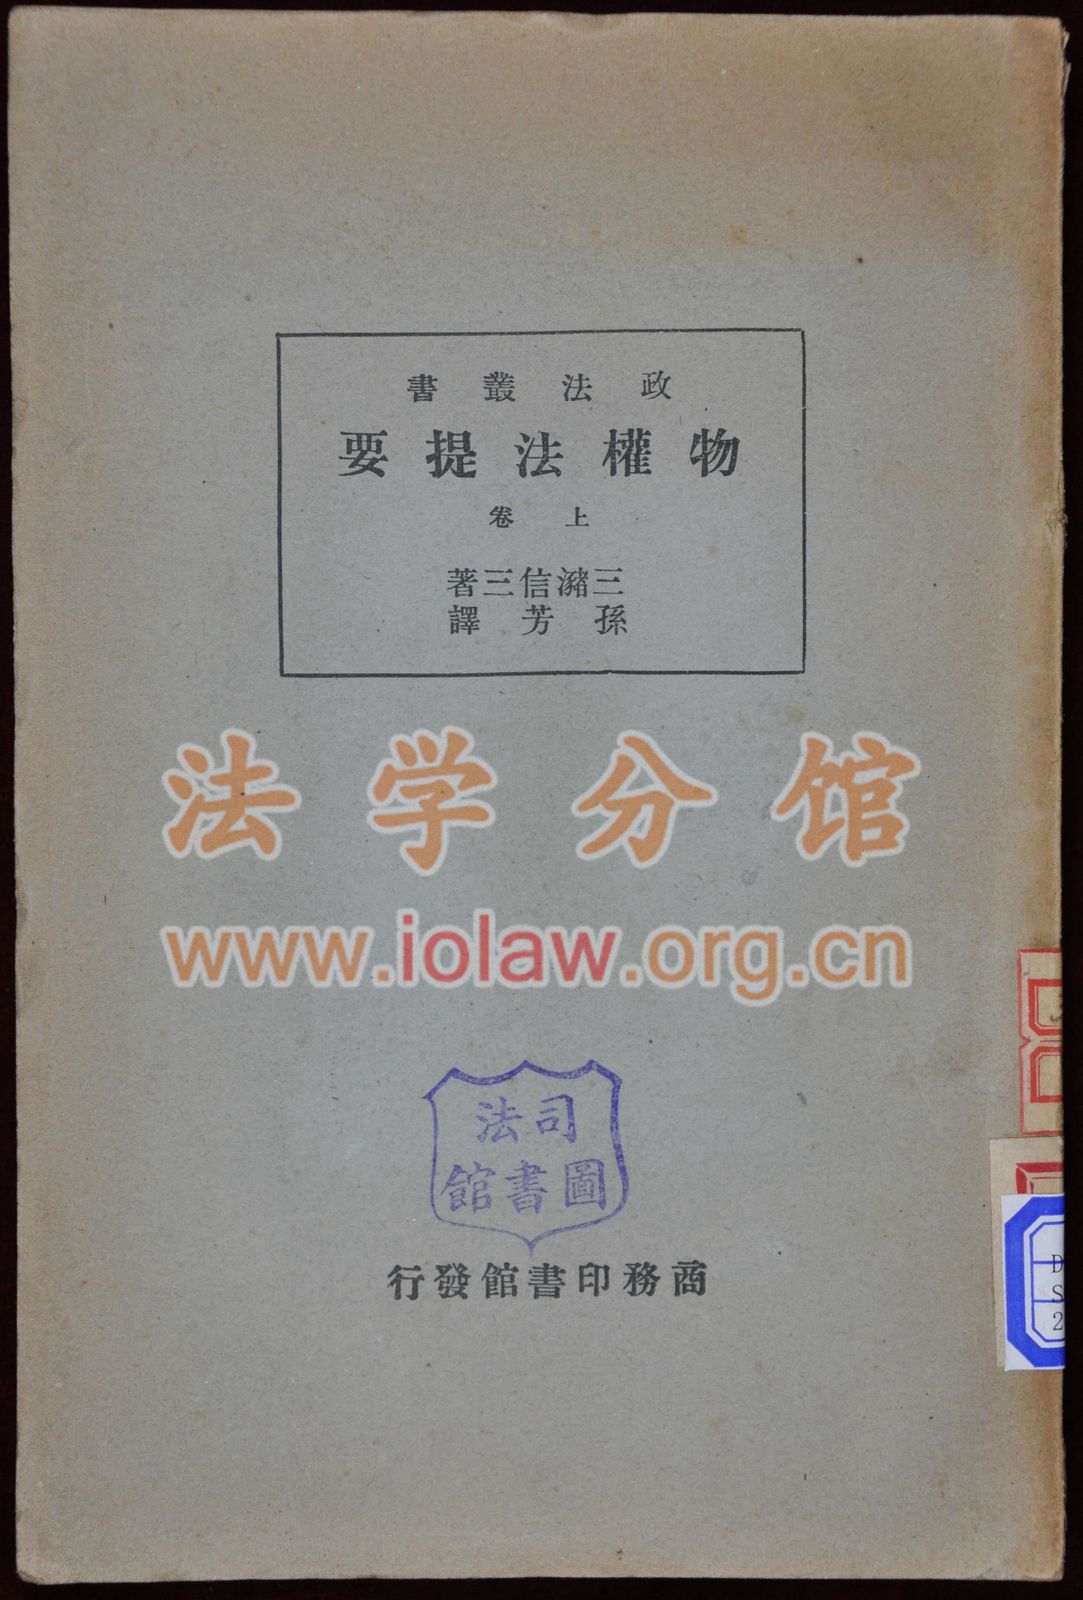 政法叢書
物權法提要
上卷
三瀦信三著
孫芳譯
法学分馆
www.iolaw.org.cn
司法
圖書館
商務印書館發行
D
S
2